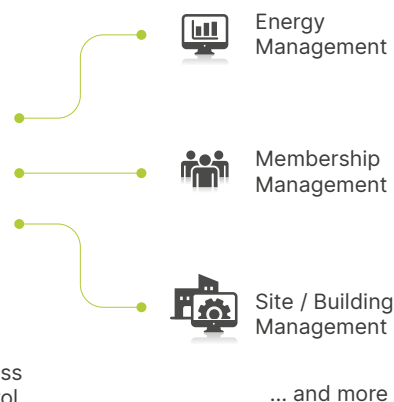 Energy
Management
Membership
Management
Site / Building
Management
... and more